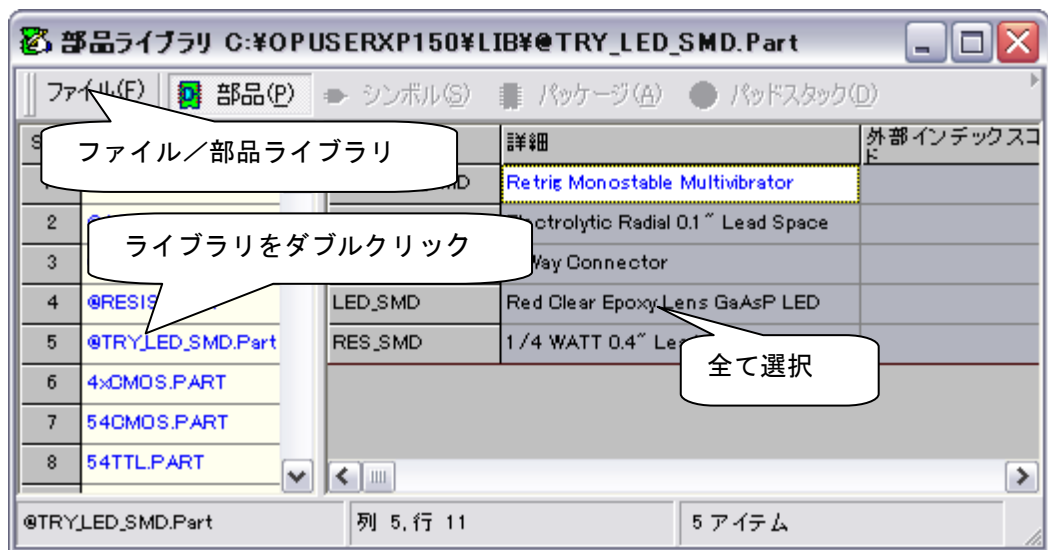 部品ライブラリ C:¥OPUSERXP150¥LIB¥@TRY_LED_SMD.Part
ファイル(F) 部品(P) シンボル(S) パッケージ(A) パッドスタック(D)
ファイル／部品ライブラリ
詳細 外部インデックスコード
Retrig Monostable Multivibrator
2 Electrolytic Radial 0.1˝ Lead Space
ライブラリをダブルクリック
3 Way Connector
4 LED_SMD Red Clear Epoxy Lens GaAsP LED
5 @TRY_LED_SMD.Part RES_SMD 1/4 WATT 0.4˝
全て選択
6 4xCMOS.PART
7 54CMOS.PART
8 54TTL.PART
@TRY_LED_SMD.Part 列 5,行 11 5 アイテム